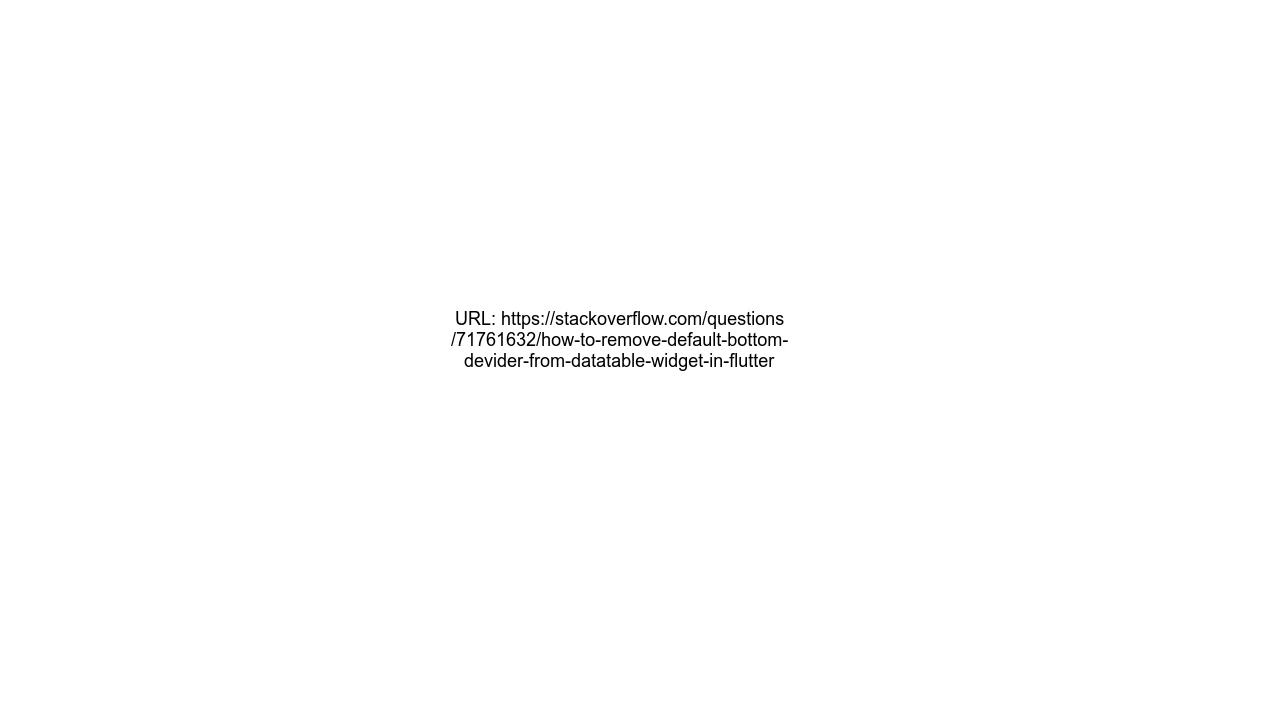 URL: https://stackoverflow.com/questions
/71761632/how-to-remove-default-bottom-
devider-from-datatable-widget-in-flutter